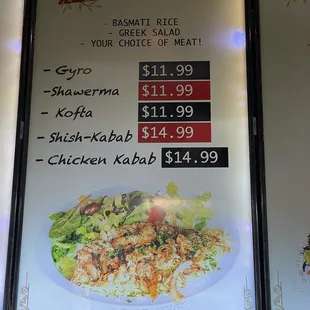 - BASMATI RICE
- GREEK SALAD
- YOUR CHOICE OF MEAT!
- Gyro $11.99
-Shawerma $11.99
- Kofta $11.99
- Shish-Kabab $14.99
- Chicken Kabab $14.99